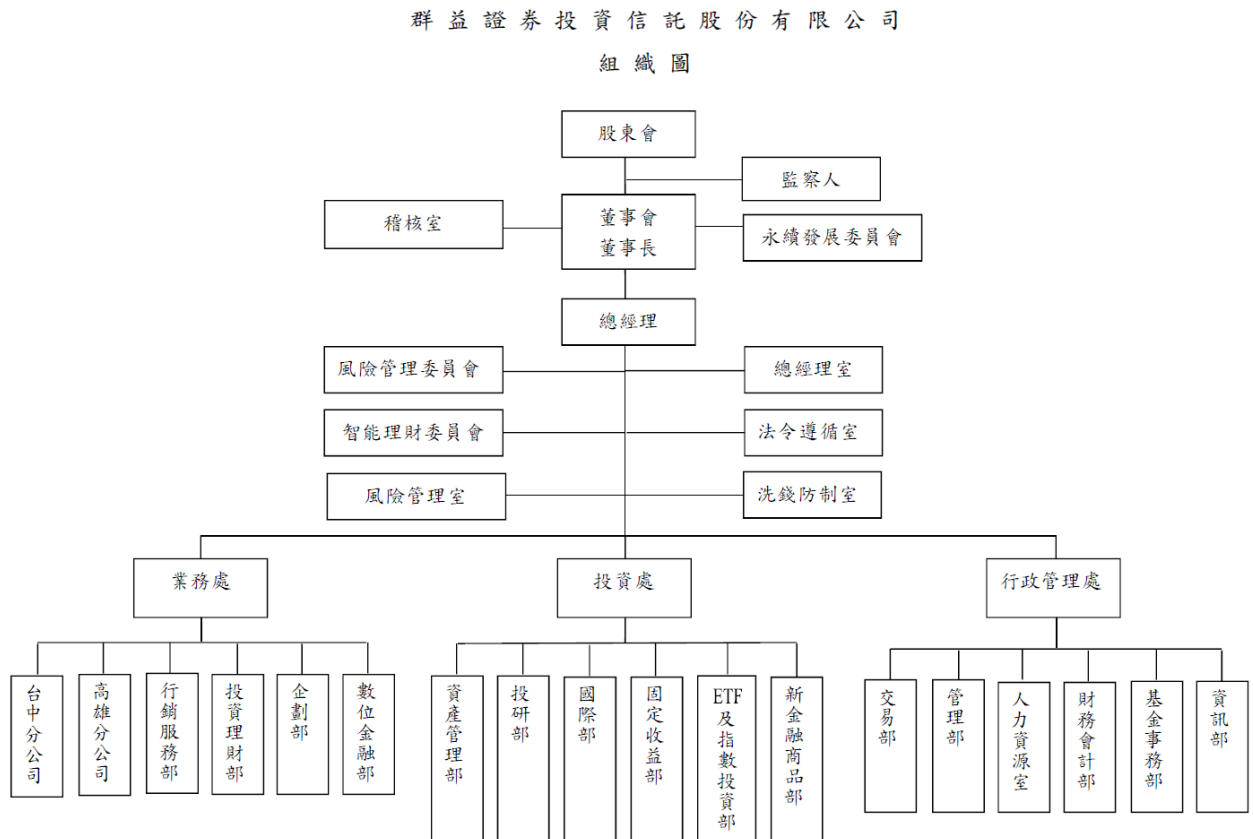 群益證券投資信託股份有限公司
組織圖
股東會
監察人
稽核室
董事會
董事長
永續發展委員會
總經理
風險管理委員會
總經理室
智能理財委員會
法令遵循室
風險管理室
洗錢防制室
業務處
投資處
行政管理處
台中分公司
高雄分公司
行銷服務部
投資理財部
企劃部
數位金融部
資產管理部
投研部
國際部
固定收益部
ETF及指數投資部
新金融商品部
交易部
管理部
人力資源室
財務會計部
基金事務部
資訊部